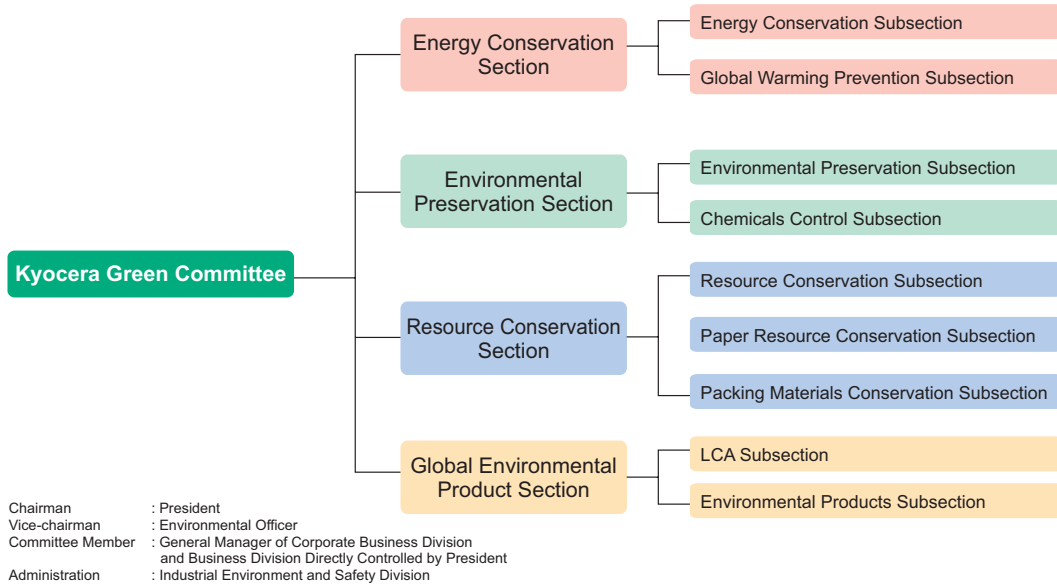 Kyocera Green Committee
Energy Conservation
Section
Energy Conservation Subsection
Global Warming Prevention Subsection
Environmental
Preservation Section
Environmental Preservation Subsection
Chemicals Control Subsection
Resource Conservation
Section
Resource Conservation Subsection
Paper Resource Conservation Subsection
Packing Materials Conservation Subsection
Global Environmental
Product Section
LCA Subsection
Environmental Products Subsection
Chairman : President
Vice-chairman : Environmental Officer
Committee Member : General Manager of Corporate Business Division
and Business Division Directly Controlled by President
Administration : Industrial Environment and Safety Division